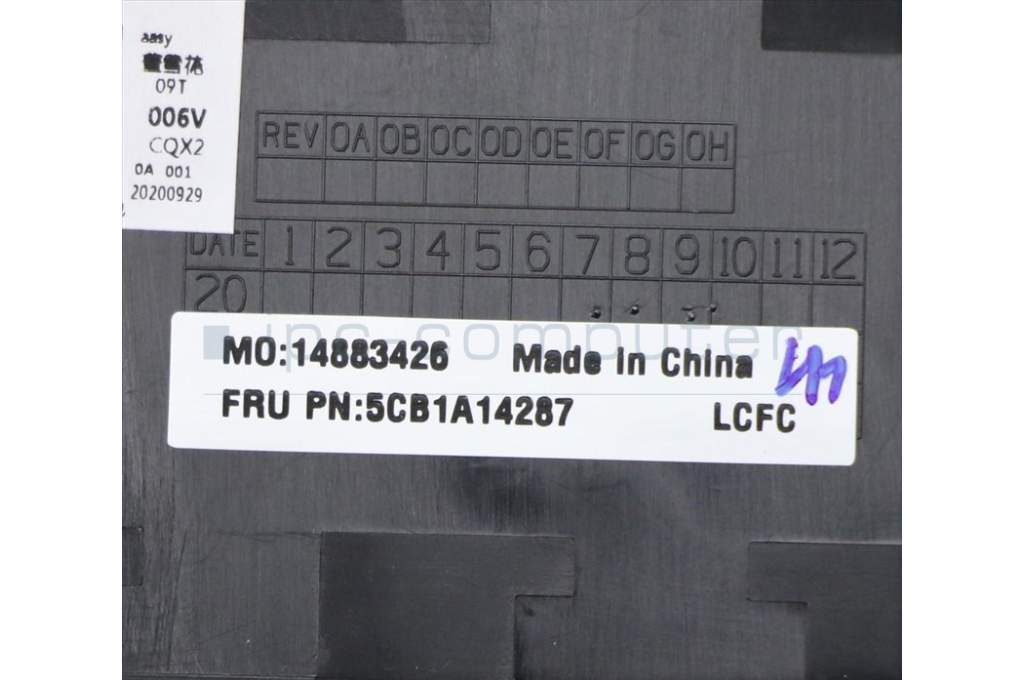 assy
09T
006V
CQX2
0A 001
20200929
REV 0A 0B 0C 0D 0E 0F 0G 0H
DATE 1 2 3 4 5 6 7 8 9 10 11 12
20
ips-computer
MO:14883426 Made In China
FRU PN:5CB1A14287 LCFC